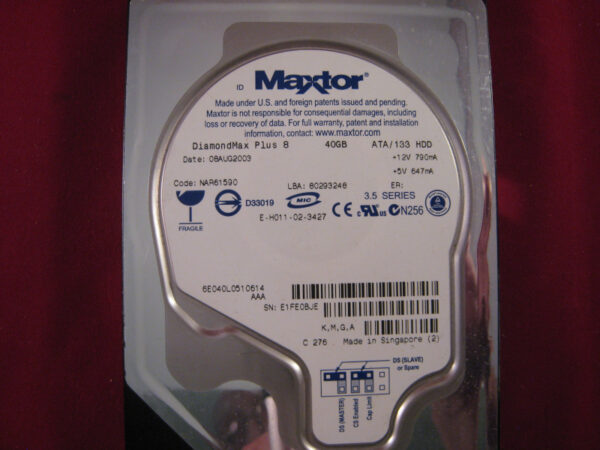 ID Maxtor®
Made under U.S. and foreign patents issued and pending.
Maxtor is not responsible for consequential damages, including
loss or recovery of data. For full warranty, patent and installation
information, contact: www.maxtor.com
DiamondMax Plus 8 40GB ATA/133 HDD
Date: 08AUG2003 +12V 790mA
+5V 647mA
Code: NAR61590 LBA: 80293248 ER:
D33019 MIC 3.5 SERIES
CE c RU us N256
FRAGILE E-H011-02-3427
6E040L0510614
AAA
SN: E1FE0BJE
K,M,G,A
C 276 Made in Singapore (2)
DS (SLAVE)
or Spare
DS (MASTER)
CS Enabled
Cap Limit